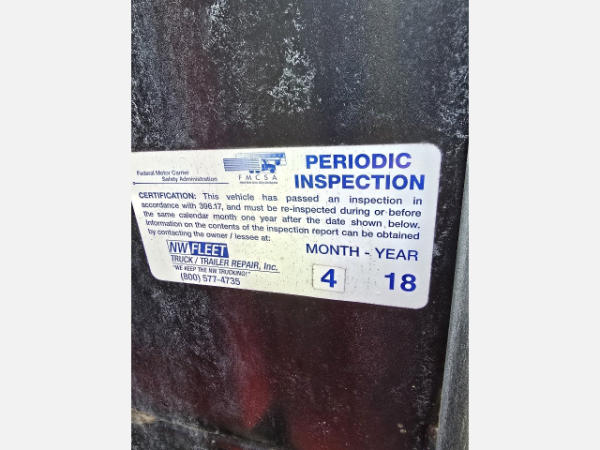 Federal Motor Carrier
Safety Administration
FMCSA
PERIODIC
INSPECTION
CERTIFICATION: This vehicle has passed an inspection in
accordance with 396.17, and must be re-inspected during or before
the same calendar month one year after the date shown below.
Information on the contents of the inspection report can be obtained
by contacting the owner / lessee at:
NW FLEET
TRUCK / TRAILER REPAIR, Inc.
"WE KEEP THE NW TRUCKING!"
(800) 577-4735
MONTH - YEAR
4 18